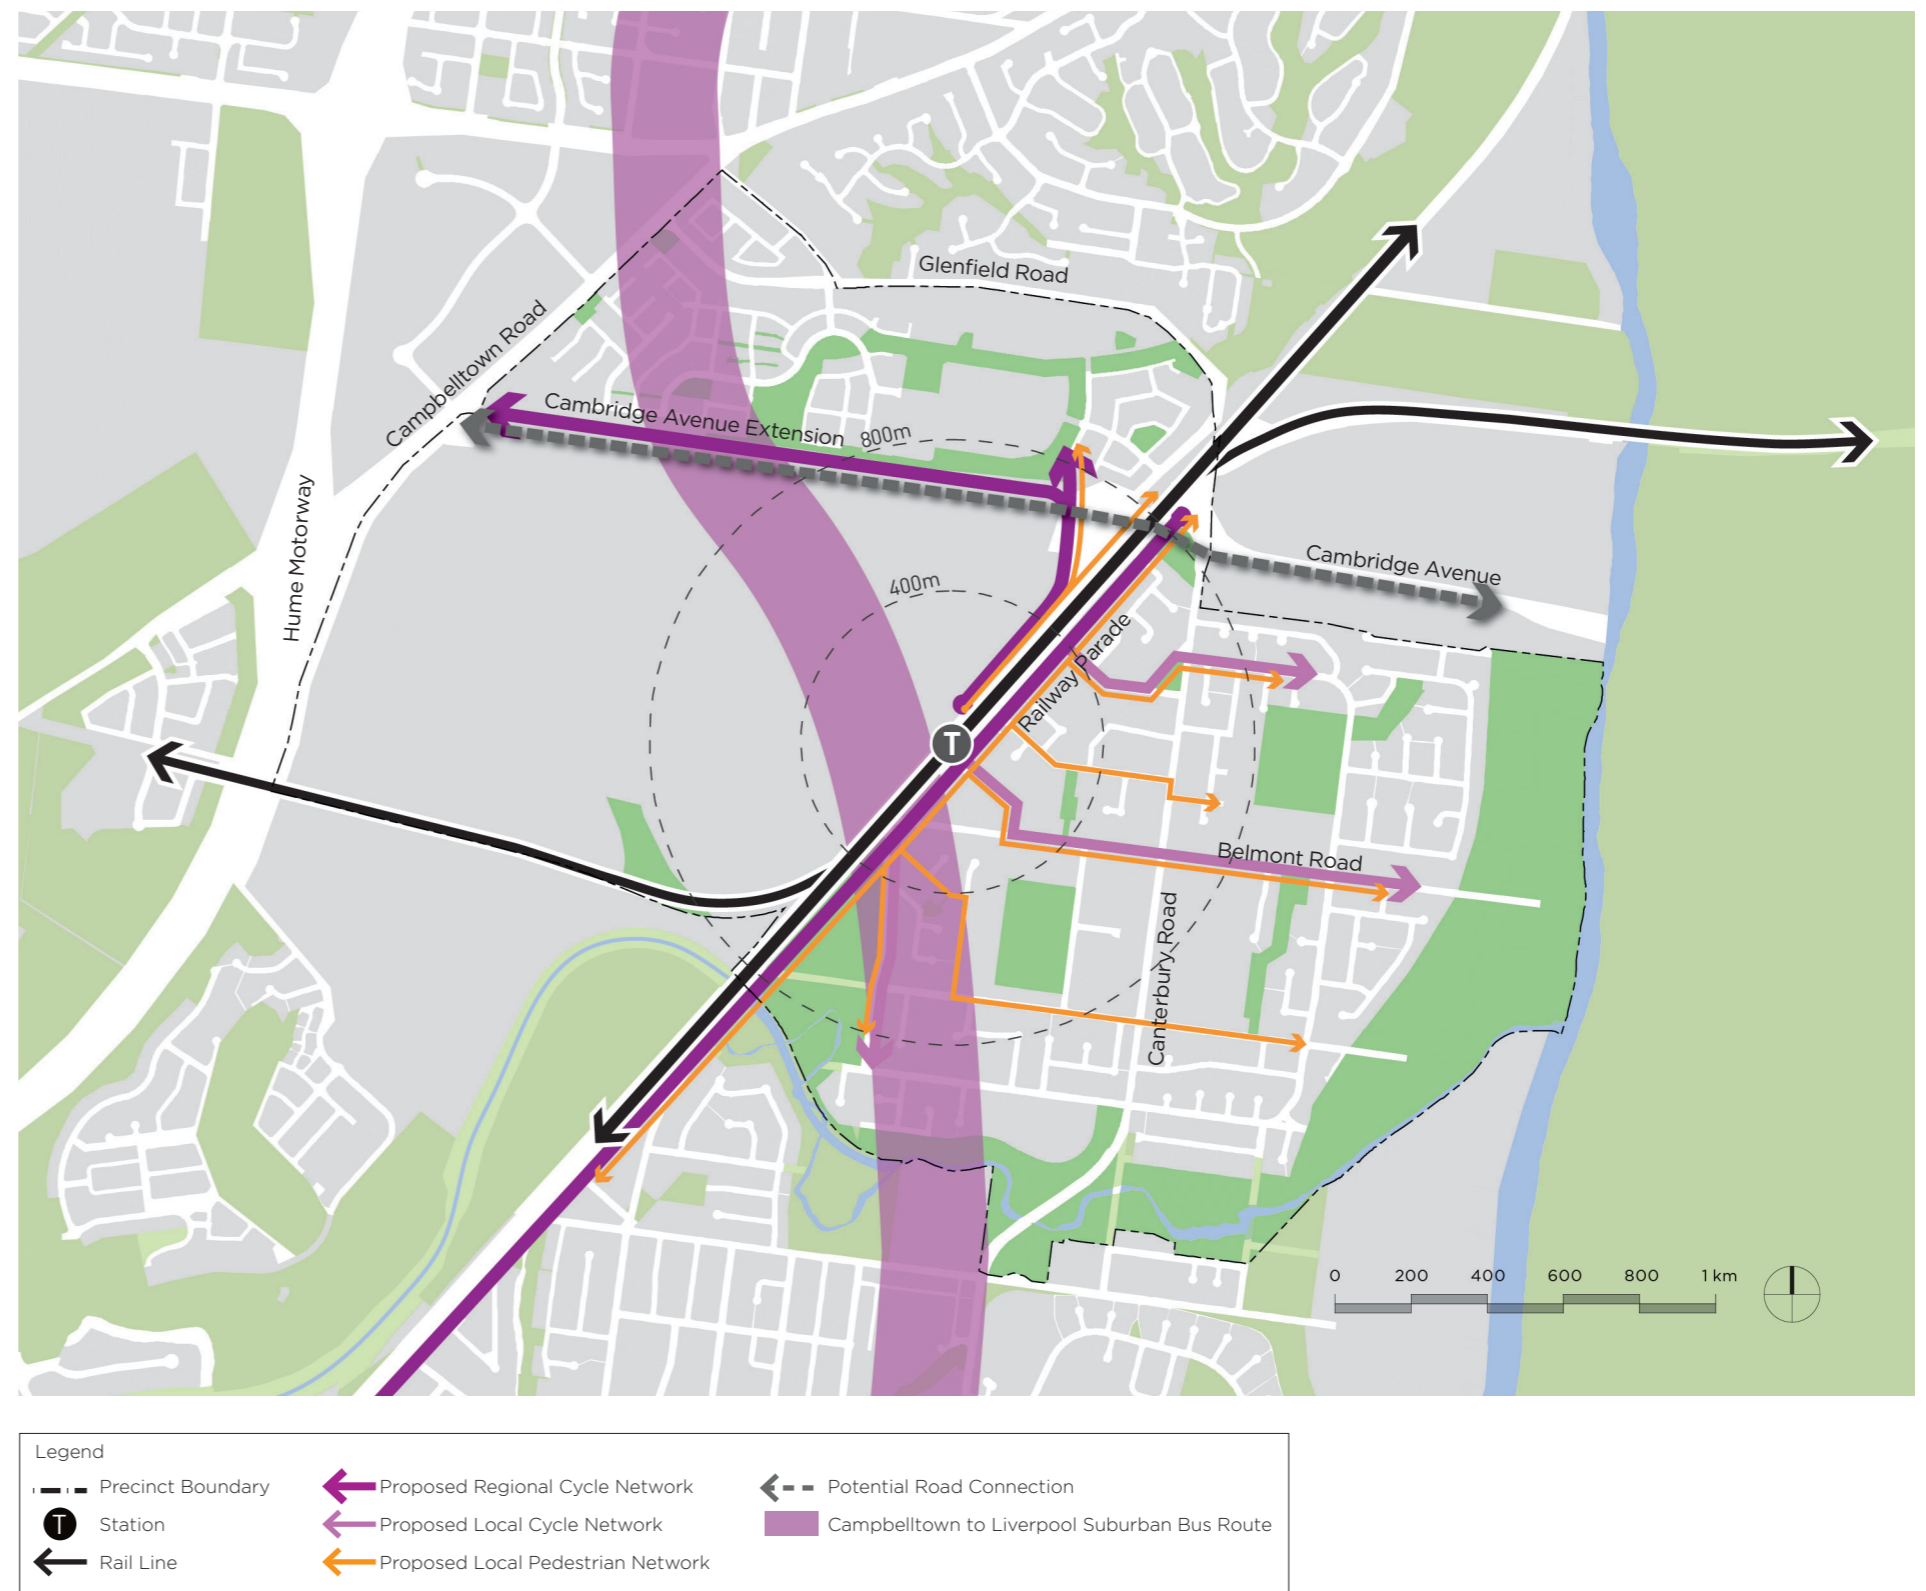 Glenfield Road
Campbelltown Road
Cambridge Avenue Extension
800m
Hume Motorway
Cambridge Avenue
400m
Railway Parade
T
Belmont Road
Canterbury Road
0 200 400 600 800 1 km
Legend
Precinct Boundary
T Station
Rail Line
Proposed Regional Cycle Network
Proposed Local Cycle Network
Proposed Local Pedestrian Network
Potential Road Connection
Campbelltown to Liverpool Suburban Bus Route